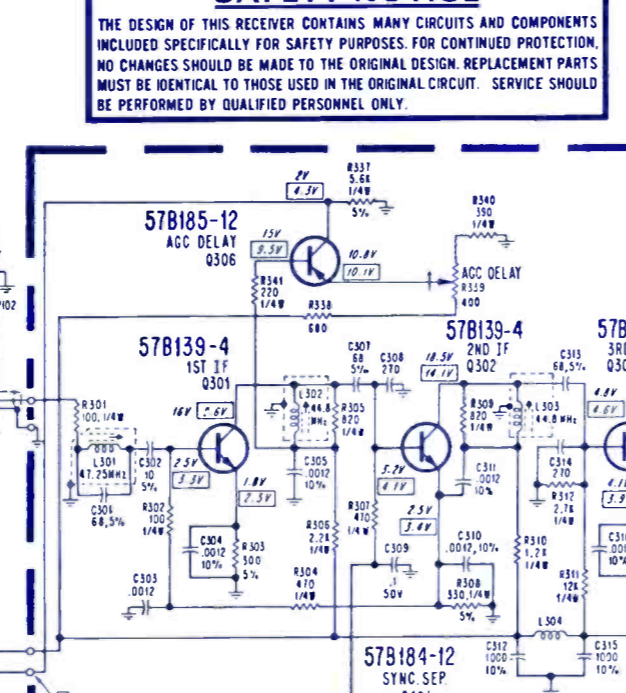 THE DESIGN OF THIS RECEIVER CONTAINS MANY CIRCUITS AND COMPONENTS
INCLUDED SPECIFICALLY FOR SAFETY PURPOSES. FOR CONTINUED PROTECTION,
NO CHANGES SHOULD BE MADE TO THE ORIGINAL DESIGN. REPLACEMENT PARTS
MUST BE IDENTICAL TO THOSE USED IN THE ORIGINAL CIRCUIT. SERVICE SHOULD
BE PERFORMED BY QUALIFIED PERSONNEL ONLY.
2V
4.3V
R337
5.6K
1/4W
5%
57B185-12
AGC DELAY
Q306
15V
9.5V
10.8V
10.1V
R340
390
1/4W
AGC DELAY
R339
400
R341
220
1/4W
R338
680
57B139-4
1ST IF
Q301
C307
68
5%
C308
270
18.5V
14.1V
57B139-4
2ND IF
Q302
C313
68,5%
57B
3R
Q30
R301
100,1/4W
16V
L302
44.8
MHz
R305
820
1/4W
R309
820
1/4W
L303
44.8MHz
4.8V
4.6V
L301
47.25MHz
C301
68,5%
C302
10
5%
2.5V
3.3V
1.8V
2.5V
C305
.0012
10%
3.2V
4.1V
C311
.0012
10%
C314
270
R312
2.7K
1/4W
R302
100
1/4W
C304
.0012
10%
R303
300
5%
R306
2.2K
1/4W
R307
470
1/4W
2.5V
3.4V
C310
.0012,10%
R310
1.2K
1/4W
C303
.0012
R304
470
1/4W
C309
.1
50V
R308
330,1/4W
5%
R311
12K
1/4W
L304
57B184-12
SYNC. SEP.
C312
1000
10%
C315
1000
10%